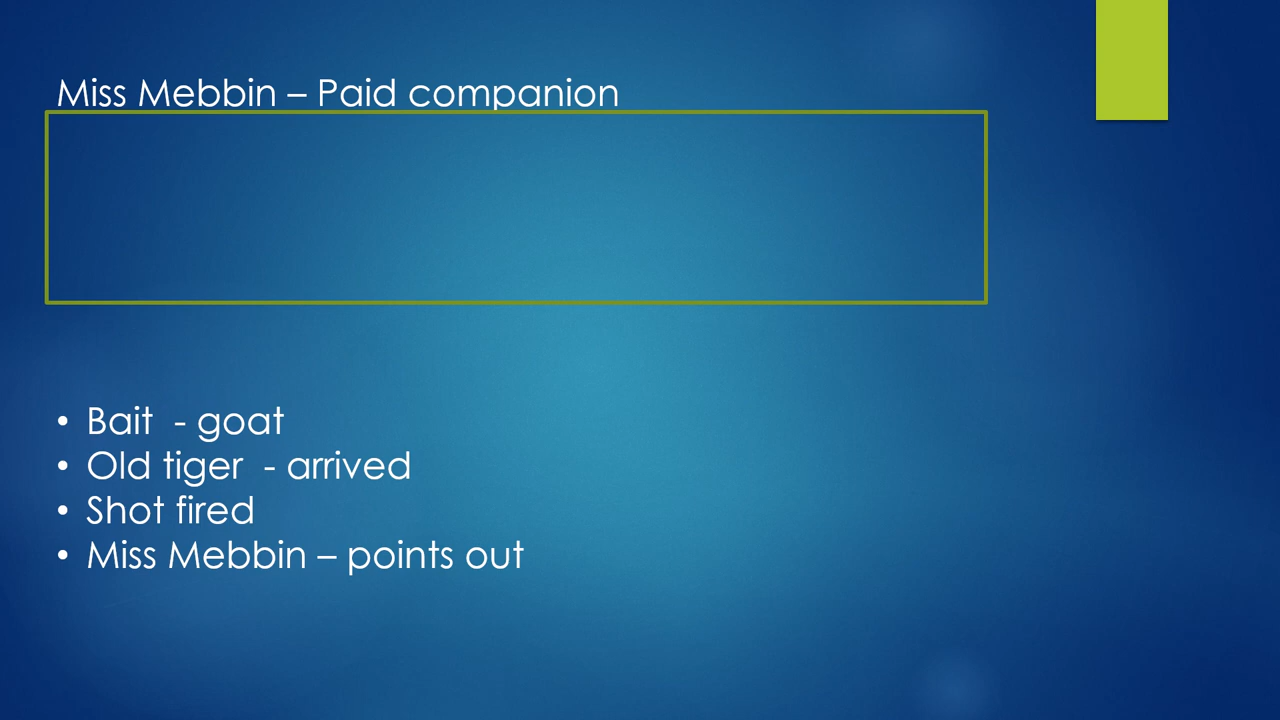 Miss Mebbin – Paid companion
• Bait  - goat
• Old tiger  - arrived
• Shot fired
• Miss Mebbin – points out